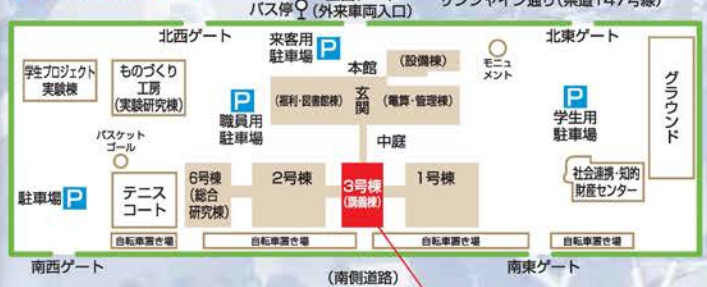 サンシャイン通り(県道147号線)
バス停
(外来車両入口)
北西ゲート
北東ゲート
来客用
駐車場
P
本館
(設備棟)
モニュ
メント
学生プロジェクト
実験棟
ものづくり
工房
(実験研究棟)
P
職員用
駐車場
(福利・図書館棟)
玄関
(電算・管理棟)
P
学生用
駐車場
グラウンド
中庭
バスケット
ゴール
駐車場 P
テニス
コート
6号棟
(総合
研究棟)
2号棟
3号棟
(講義棟)
1号棟
社会連携・知的
財産センター
自転車置き場
自転車置き場
自転車置き場
自転車置き場
南西ゲート
(南側道路)
南東ゲート